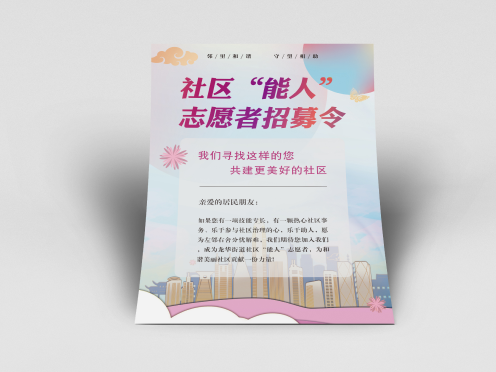 邻/里/和/谐 守/望/相/助
社区“能人”
志愿者招募令
我们寻找这样的您
共建更美好的社区
亲爱的居民朋友：
如果您有一项技能专长，有一颗热心社区事
务、乐于参与社区治理的心、乐于助人、愿
为左邻右舍分忧解难。我们期待您加入我们
，成为龙华街道社区“能人”志愿者，为和
谐美丽社区贡献一份力量！